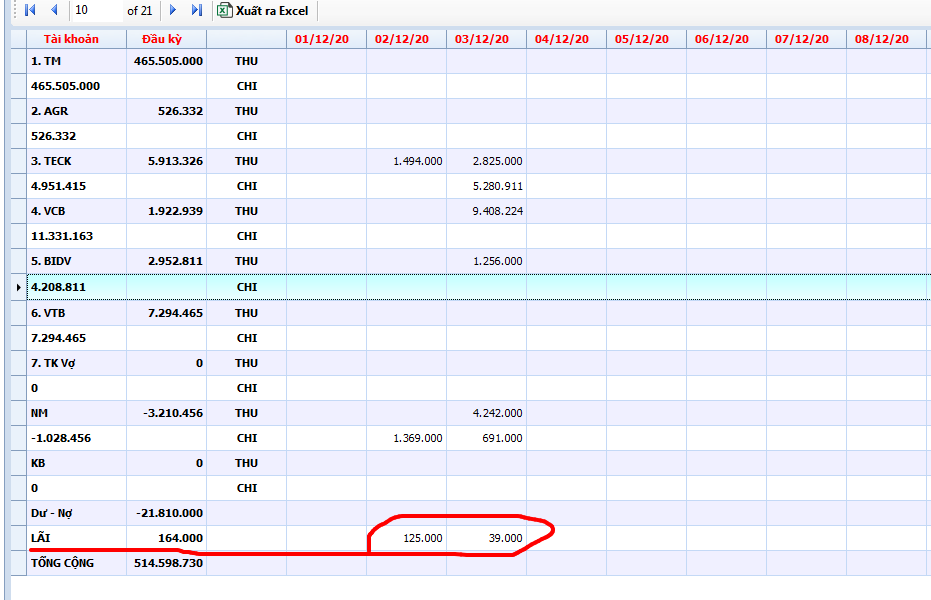 10 of 21 Xuất ra Excel
Tài khoản Đầu kỳ 01/12/20 02/12/20 03/12/20 04/12/20 05/12/20 06/12/20 07/12/20 08/12/20
1. TM 465.505.000 THU
465.505.000 CHI
2. AGR 526.332 THU
526.332 CHI
3. TECK 5.913.326 THU 1.494.000 2.825.000
4.951.415 CHI 5.280.911
4. VCB 1.922.939 THU 9.408.224
11.331.163 CHI
5. BIDV 2.952.811 THU 1.256.000
4.208.811 CHI
6. VTB 7.294.465 THU
7.294.465 CHI
7. TK Vợ 0 THU
0 CHI
NM -3.210.456 THU 4.242.000
-1.028.456 CHI 1.369.000 691.000
KB 0 THU
0 CHI
Dư - Nợ -21.810.000
LÃI 164.000 125.000 39.000
TỔNG CỘNG 514.598.730